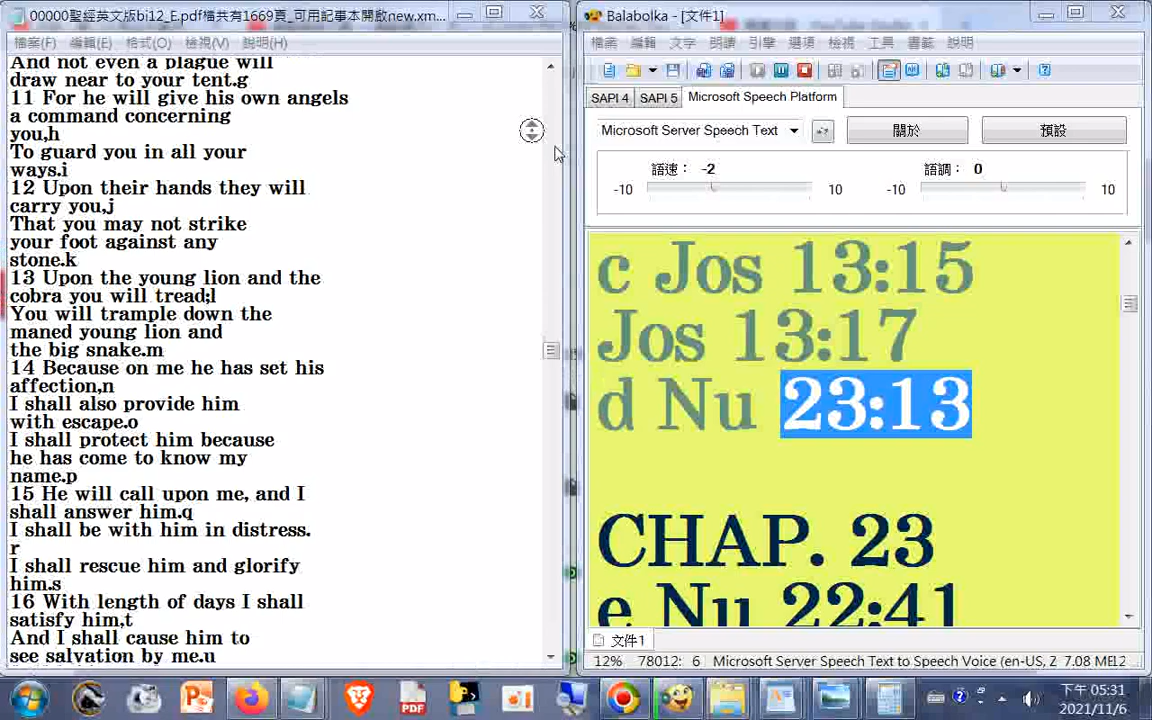 00000聖經英文版bi12_E.pdf檔共有1669頁_可用記事本開啟new.xm...
檔案(F) 編輯(E) 格式(O) 檢視(V) 說明(H)
And not even a plague will
draw near to your tent.g
11 For he will give his own angels
a command concerning
you,h
To guard you in all your
ways.i
12 Upon their hands they will
carry you,j
That you may not strike
your foot against any
stone.k
13 Upon the young lion and the
cobra you will tread;l
You will trample down the
maned young lion and
the big snake.m
14 Because on me he has set his
affection,n
I shall also provide him
with escape.o
I shall protect him because
he has come to know my
name.p
15 He will call upon me, and I
shall answer him.q
I shall be with him in distress.
r
I shall rescue him and glorify
him.s
16 With length of days I shall
satisfy him,t
And I shall cause him to
see salvation by me.u
Balabolka - [文件1]
檔案 編輯 文字 朗讀 引擎 選項 檢視 工具 書籤 說明
SAPI 4 SAPI 5 Microsoft Speech Platform
Microsoft Server Speech Text 關於 預設
語速： -2 語調： 0
-10 10 -10 10
c Jos 13:15
Jos 13:17
d Nu 23:13
CHAP. 23
e Nu 22:41
文件1
12% 78012: 6 Microsoft Server Speech Text to Speech Voice (en-US, Z 7.08 ME
下午 05:31
2021/11/6